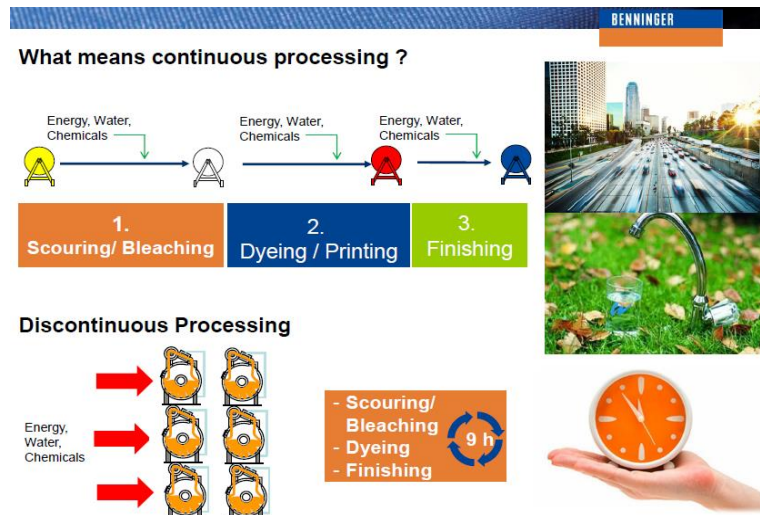 BENNINGER
What means continuous processing ?
Energy, Water,
Chemicals
Energy, Water,
Chemicals
Energy, Water,
Chemicals
1.
Scouring/ Bleaching
2.
Dyeing / Printing
3.
Finishing
Discontinuous Processing
Energy,
Water,
Chemicals
- Scouring/
Bleaching
- Dyeing
- Finishing
9 h